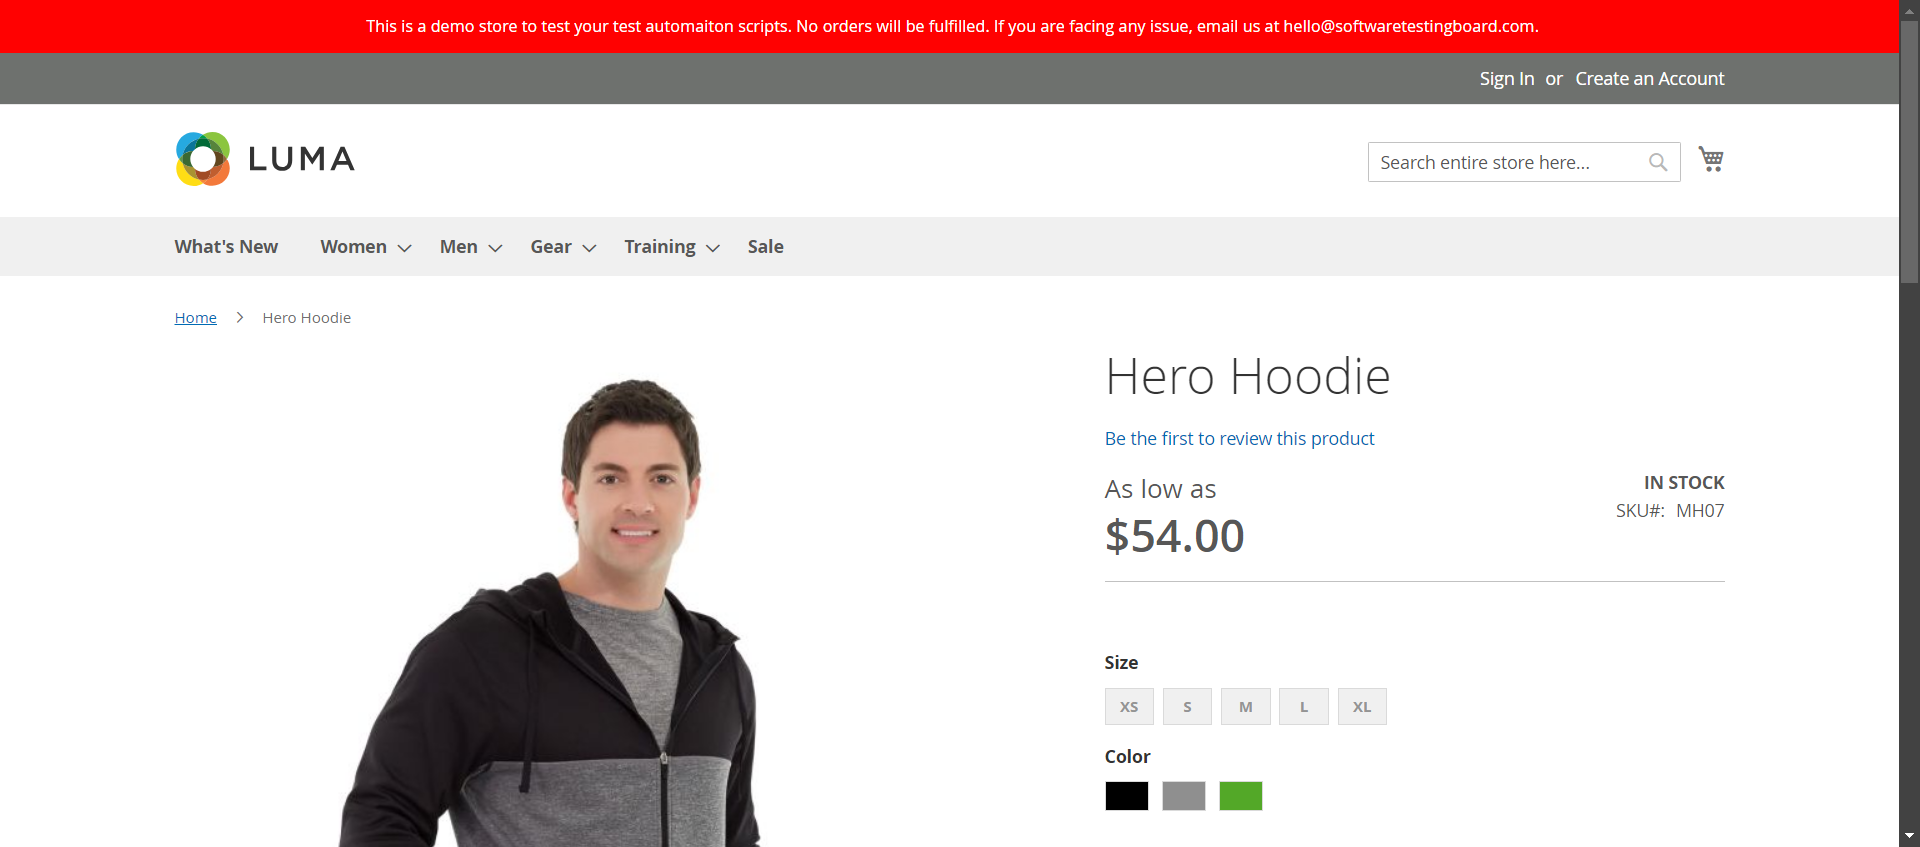 This is a demo store to test your test automaiton scripts. No orders will be fulfilled. If you are facing any issue, email us at hello@softwaretestingboard.com.
Sign In or Create an Account
LUMA
Search entire store here...
What's New Women Men Gear Training Sale
Home Hero Hoodie
Hero Hoodie
Be the first to review this product
As low as
$54.00
IN STOCK
SKU#: MH07
Size
XS S M L XL
Color